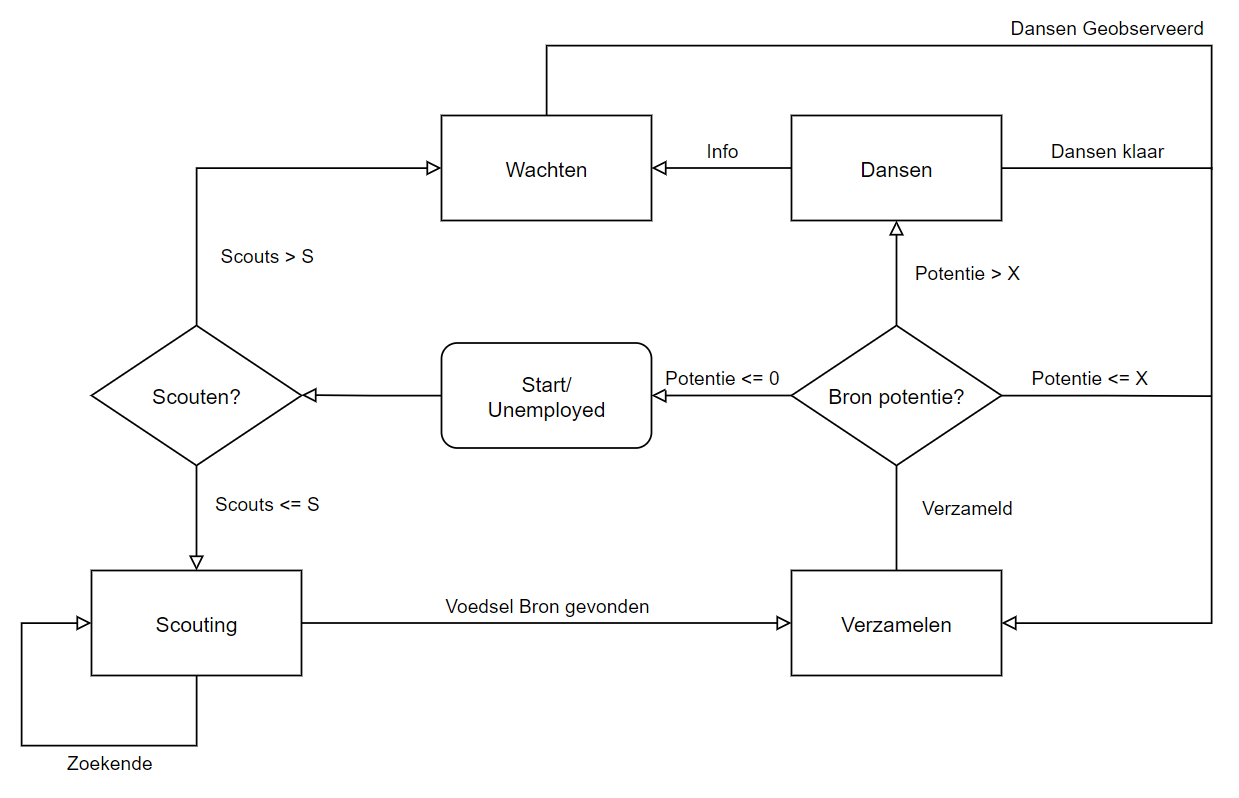 Dansen Geobserveerd
Wachten
Info
Dansen
Dansen klaar
Scouts > S
Potentie > X
Scouten?
Start/
Unemployed
Potentie <= 0
Bron potentie?
Potentie <= X
Scouts <= S
Verzameld
Scouting
Voedsel Bron gevonden
Verzamelen
Zoekende